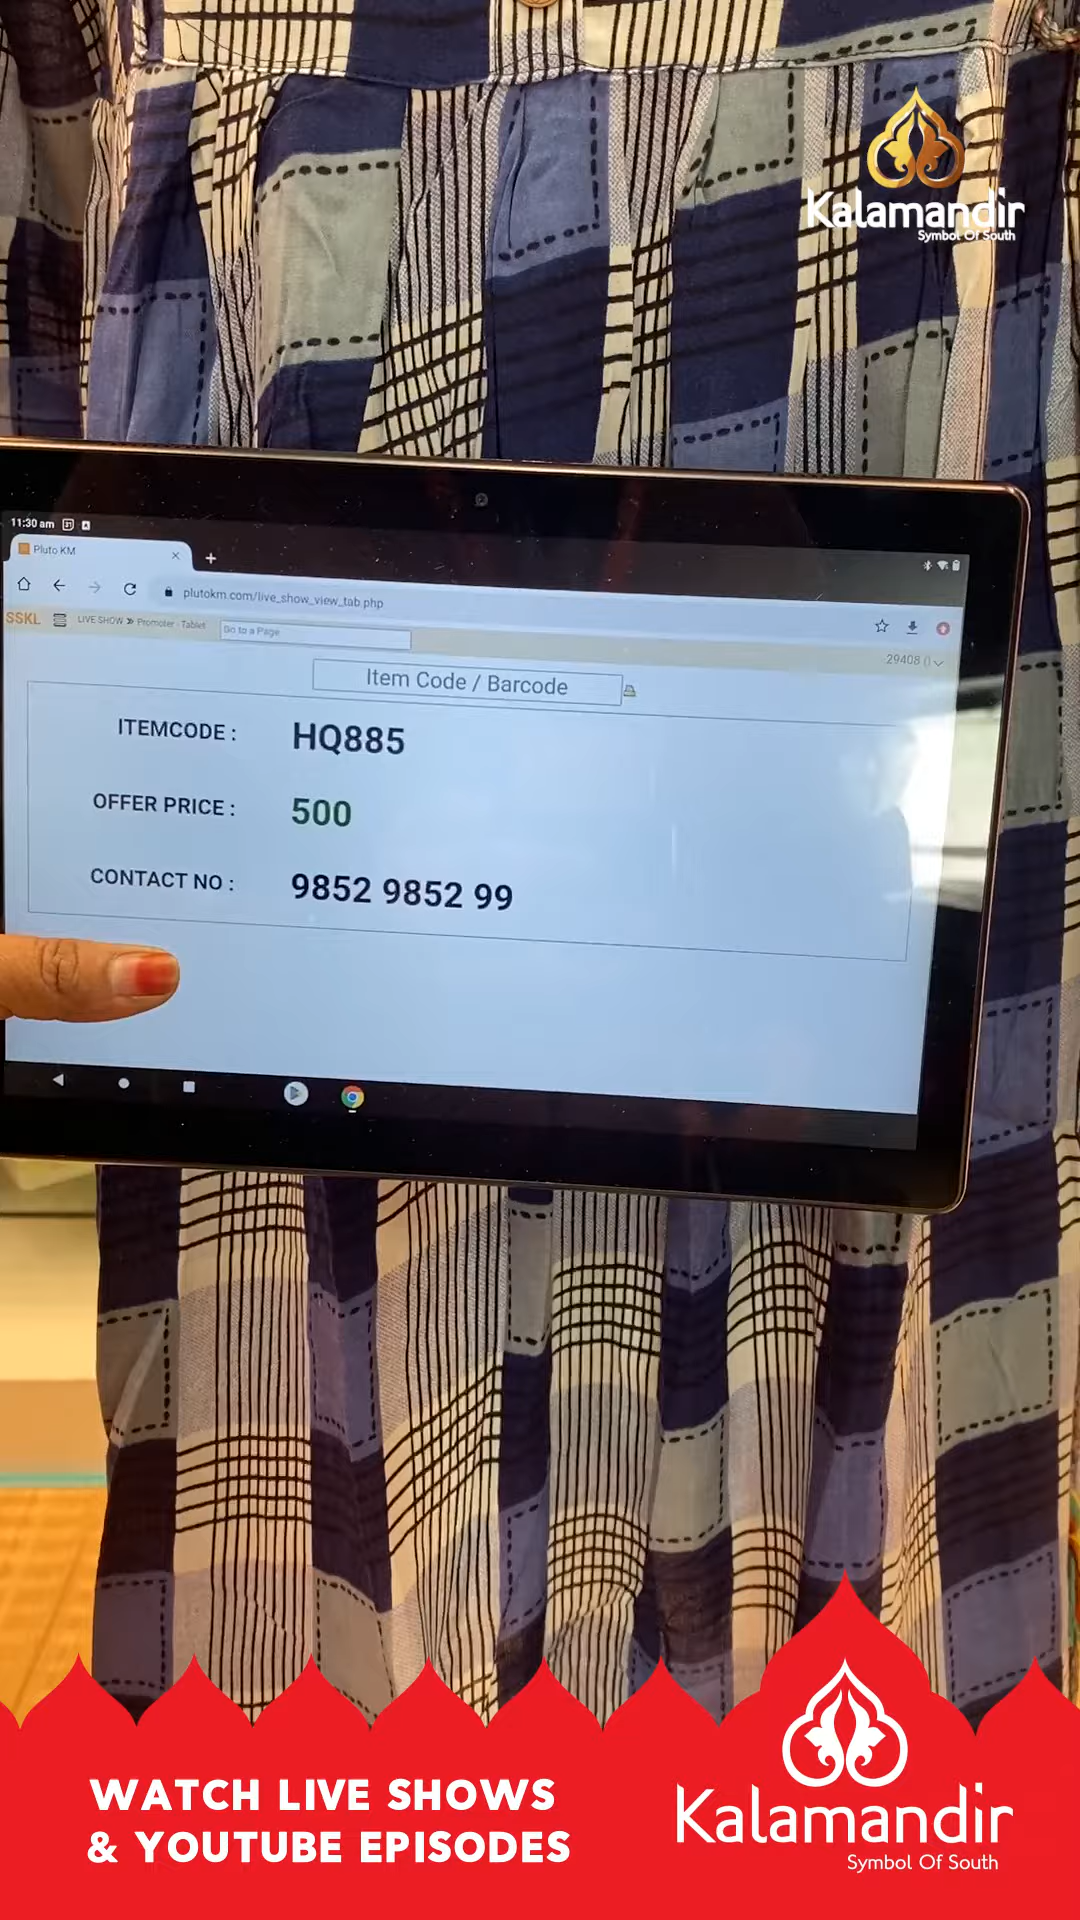 Kalamandir
Symbol Of South
11:30 am
Pluto KM
plutokm.com/live_show_view_tab.php
SSKL
LIVE SHOW >> Promoter - Tablet
Go to a Page
29408 ()
Item Code / Barcode
ITEMCODE : HQ885
OFFER PRICE : 500
CONTACT NO : 9852 9852 99
WATCH LIVE SHOWS
& YOUTUBE EPISODES
Kalamandir
Symbol Of South